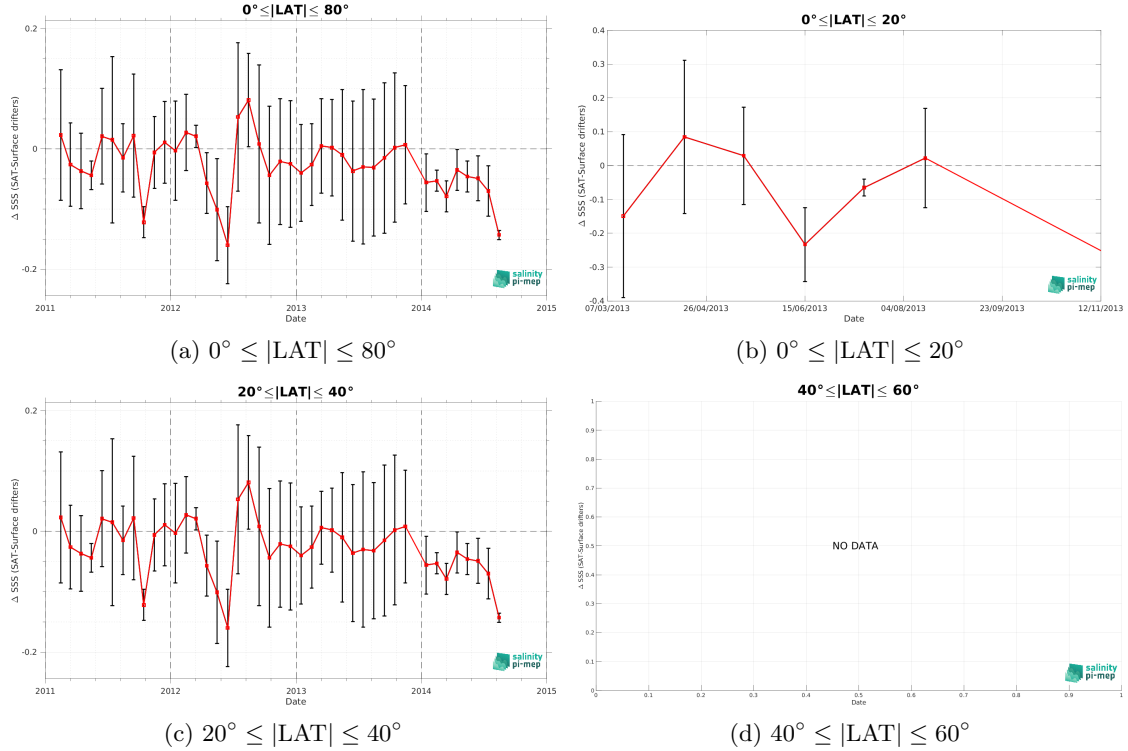 0°≤|LAT|≤ 80°
Δ SSS (SAT-Surface drifters)
0.2
0
-0.2
2011 2012 2013 2014 2015
Date
salinity
pi-mep
(a) 0° ≤ |LAT| ≤ 80°
0°≤|LAT|≤ 20°
Δ SSS (SAT-Surface drifters)
0.4
0.3
0.2
0.1
0
-0.1
-0.2
-0.3
-0.4
07/03/2013 26/04/2013 15/06/2013 04/08/2013 23/09/2013 12/11/2013
Date
salinity
pi-mep
(b) 0° ≤ |LAT| ≤ 20°
20°≤|LAT|≤ 40°
Δ SSS (SAT-Surface drifters)
0.2
0
-0.2
2011 2012 2013 2014 2015
Date
salinity
pi-mep
(c) 20° ≤ |LAT| ≤ 40°
40°≤|LAT|≤ 60°
Δ SSS (SAT-Surface drifters)
1
0.9
0.8
0.7
0.6
0.5
0.4
0.3
0.2
0.1
0
NO DATA
0 0.1 0.2 0.3 0.4 0.5 0.6 0.7 0.8 0.9 1
Date
salinity
pi-mep
(d) 40° ≤ |LAT| ≤ 60°